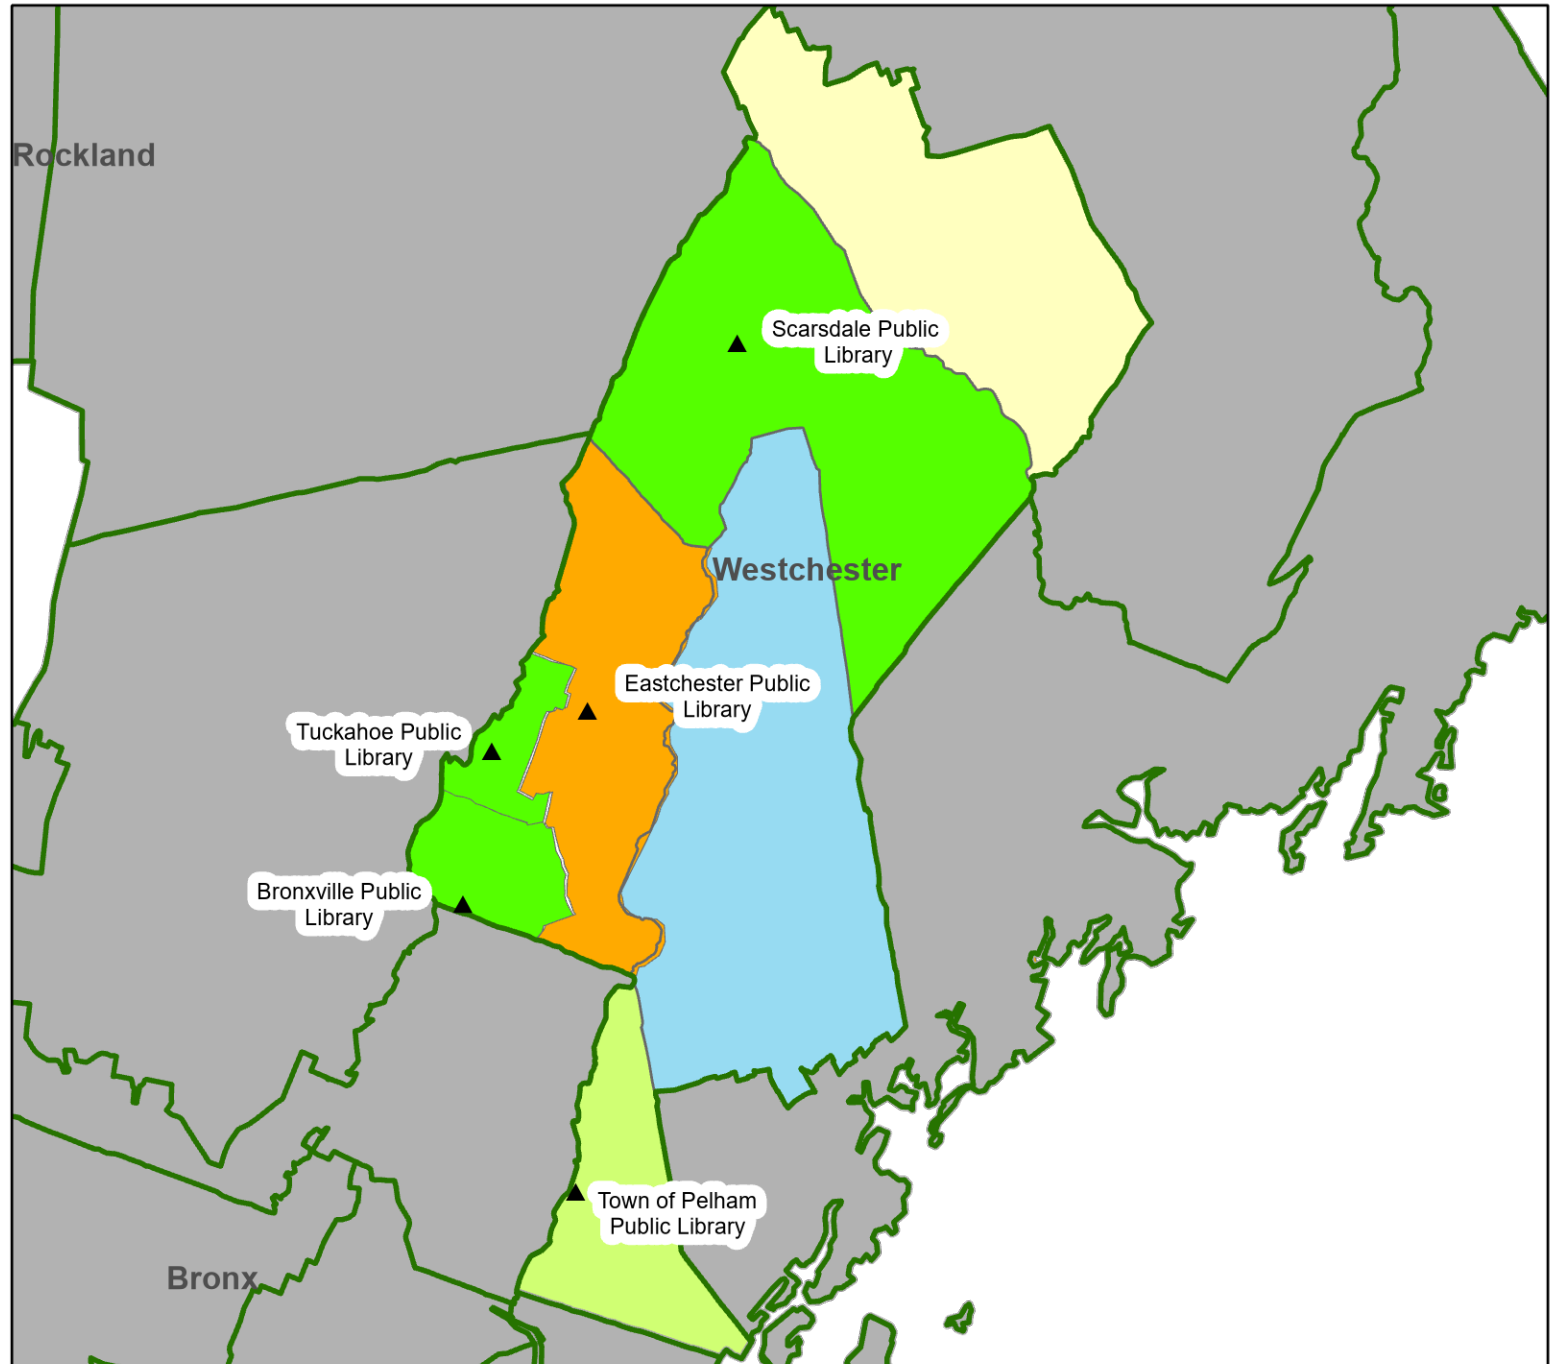 Rockland
Scarsdale Public
Library
Westchester
Eastchester Public
Library
Tuckahoe Public
Library
Bronxville Public
Library
Town of Pelham
Public Library
Bronx